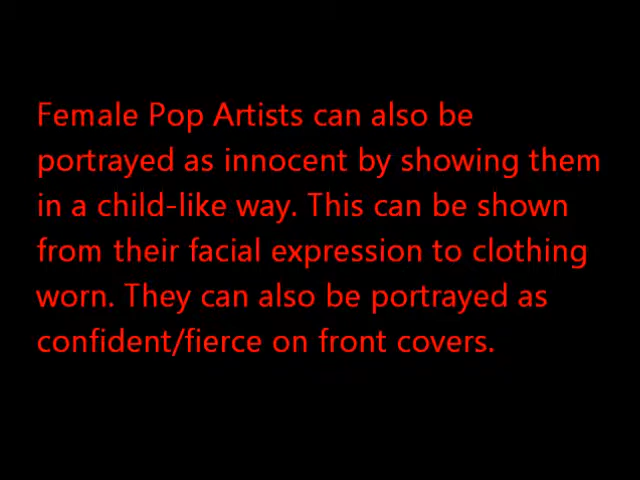 Female Pop Artists can also be
portrayed as innocent by showing them
in a child-like way. This can be shown
from their facial expression to clothing
worn. They can also be portrayed as
confident/fierce on front covers.